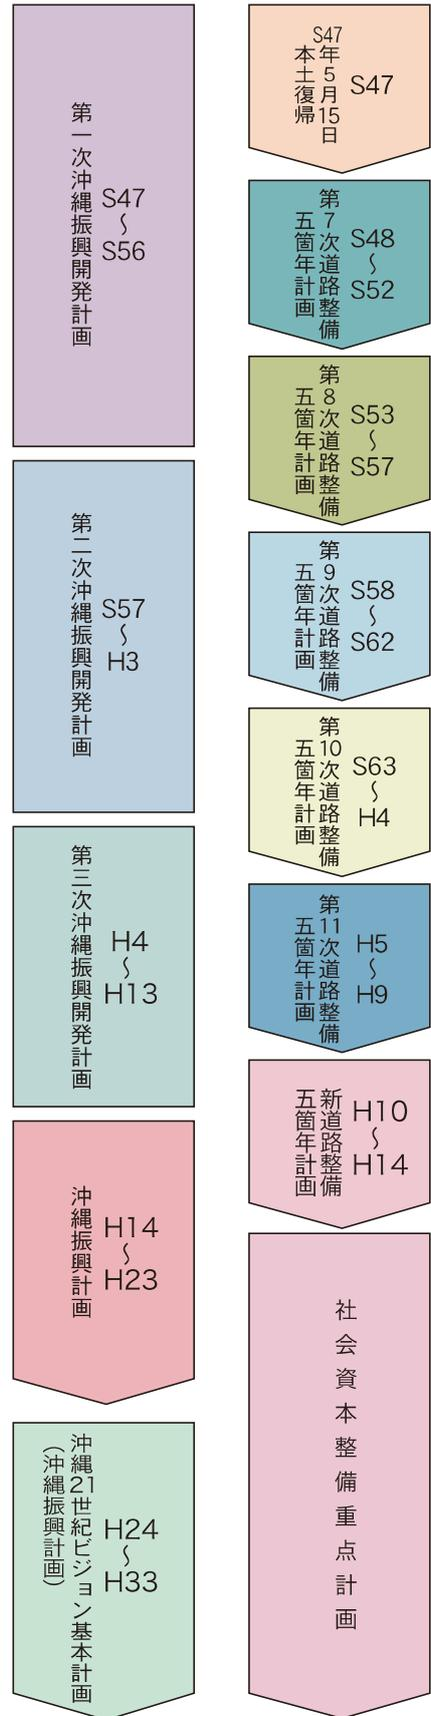 S47
〜
S56
第一次沖縄振興開発計画
S57
〜
H3
第二次沖縄振興開発計画
H4
〜
H13
第三次沖縄振興開発計画
H14
〜
H23
沖縄振興計画
H24
〜
H33
沖縄21世紀ビジョン基本計画
（沖縄振興計画）
S47
S47年5月15日
本土復帰
S48
〜
S52
第7次道路整備
五箇年計画
S53
〜
S57
第8次道路整備
五箇年計画
S58
〜
S62
第9次道路整備
五箇年計画
S63
〜
H4
第10次道路整備
五箇年計画
H5
〜
H9
第11次道路整備
五箇年計画
H10
〜
H14
新道路整備
五箇年計画
社会資本整備重点計画